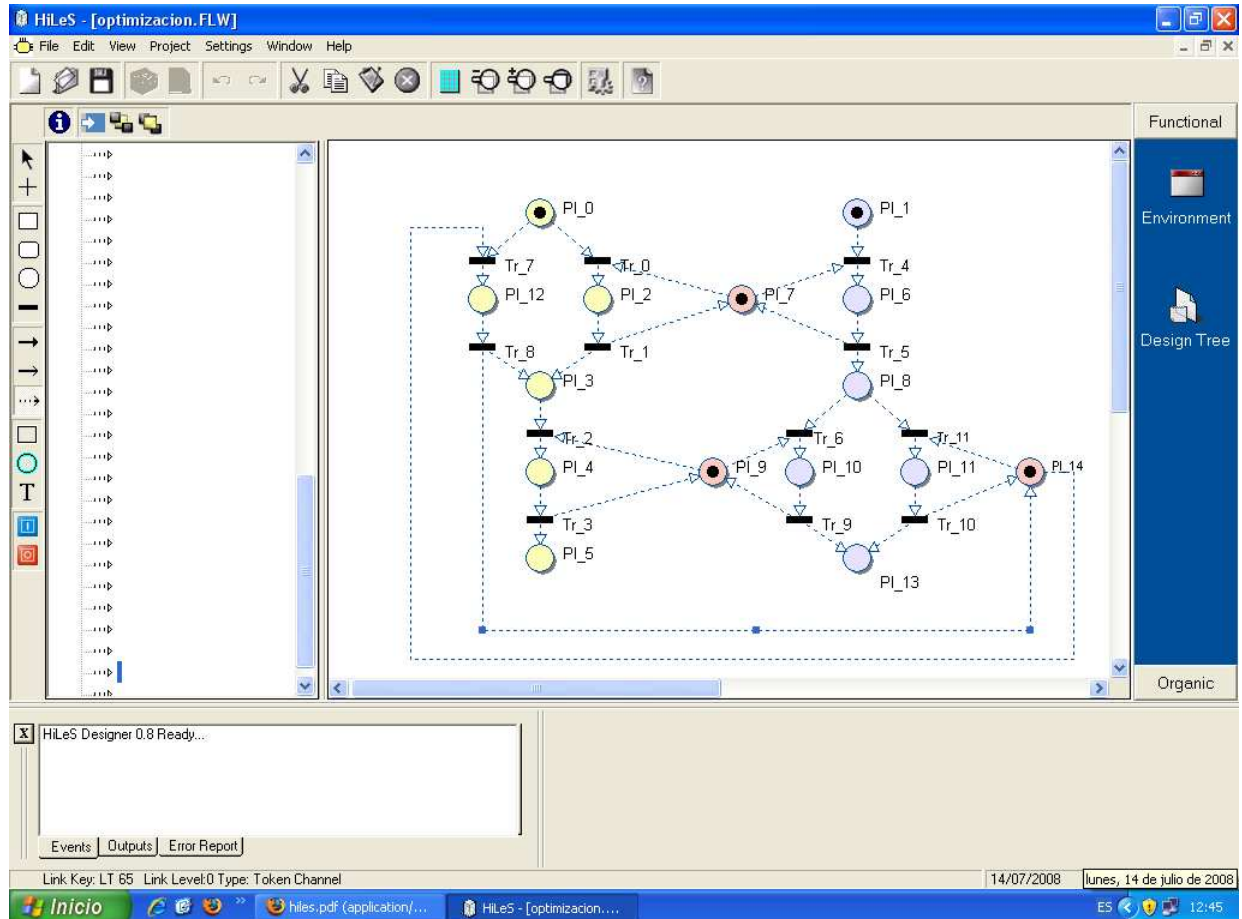 HiLeS - [optimizacion.FLW]
File Edit View Project Settings Window Help
Functional
Environment
Design Tree
Organic
Pl_0
Pl_1
Tr_7
Tr_0
Tr_4
Pl_12
Pl_2
Pl_7
Pl_6
Tr_8
Tr_1
Tr_5
Pl_3
Pl_8
Tr_2
Tr_6
Tr_11
Pl_4
Pl_9
Pl_10
Pl_11
Pl_14
Tr_3
Tr_9
Tr_10
Pl_5
Pl_13
T
X
HiLeS Designer 0.8 Ready...
Events Outputs Error Report
Link Key: LT 65 Link Level:0 Type: Token Channel
14/07/2008
lunes, 14 de julio de 2008
Inicio
hiles.pdf (application/...
HiLeS - [optimizacion....
ES
12:45